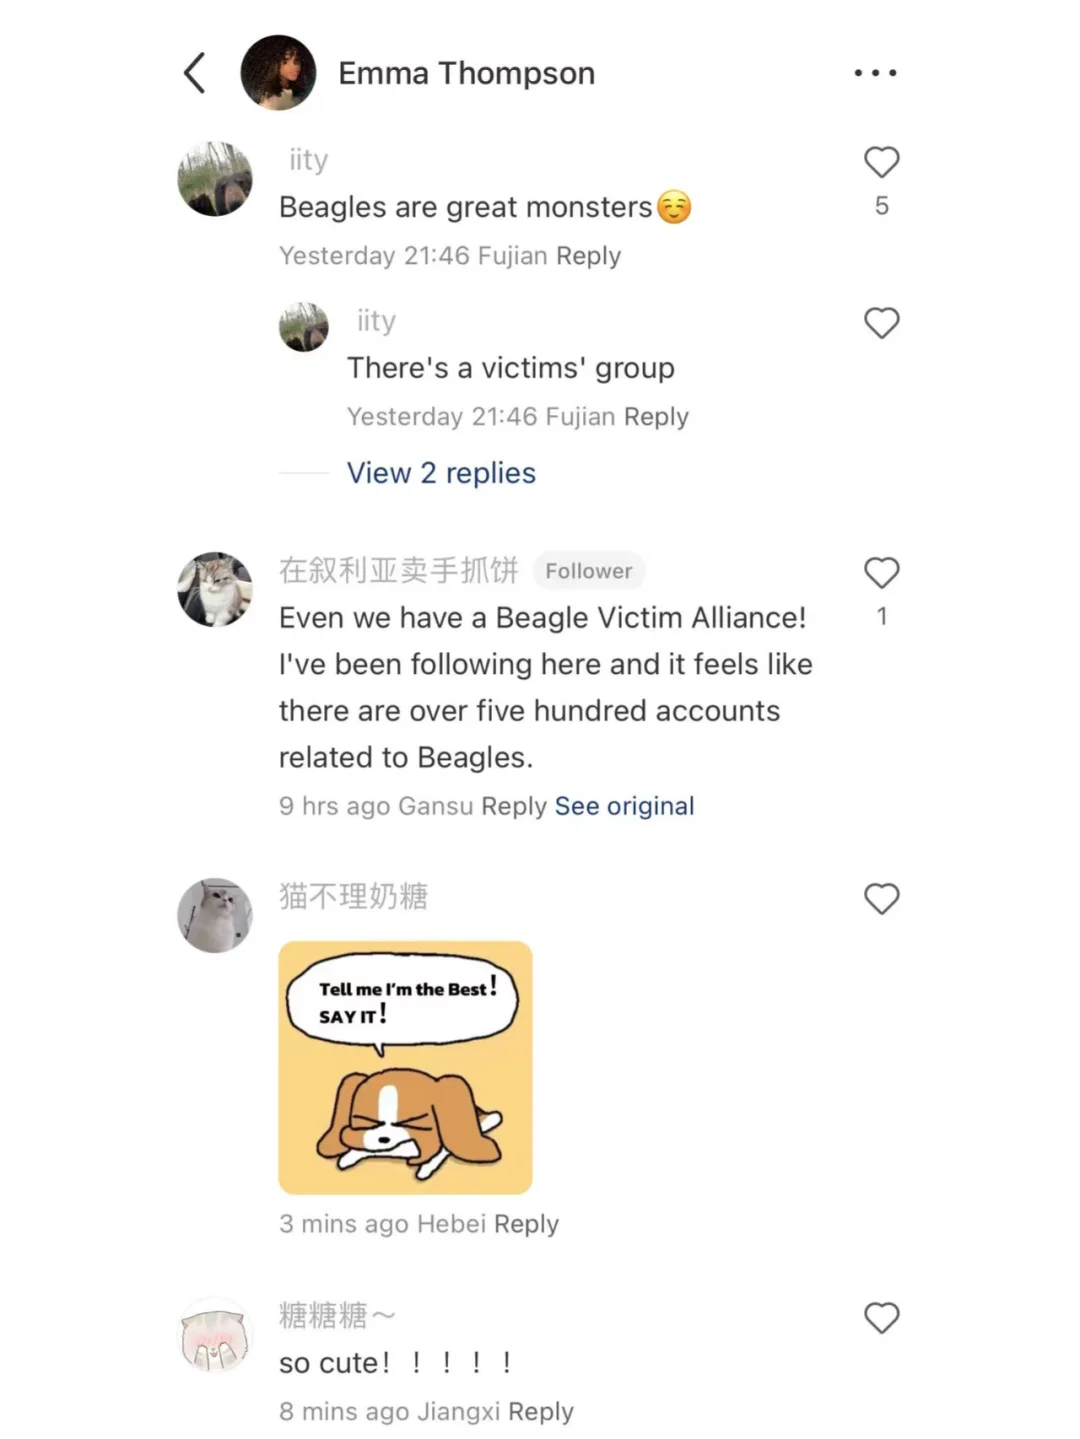 Emma Thompson
iity
Beagles are great monsters☺️
5
Yesterday 21:46 Fujian Reply
iity
There's a victims' group
Yesterday 21:46 Fujian Reply
View 2 replies
在叙利亚卖手抓饼 Follower
Even we have a Beagle Victim Alliance!
1
I've been following here and it feels like
there are over five hundred accounts
related to Beagles.
9 hrs ago Gansu Reply See original
猫不理奶糖
Tell me I'm the Best!
SAY IT!
3 mins ago Hebei Reply
糖糖糖～
so cute！！！！！
8 mins ago Jiangxi Reply